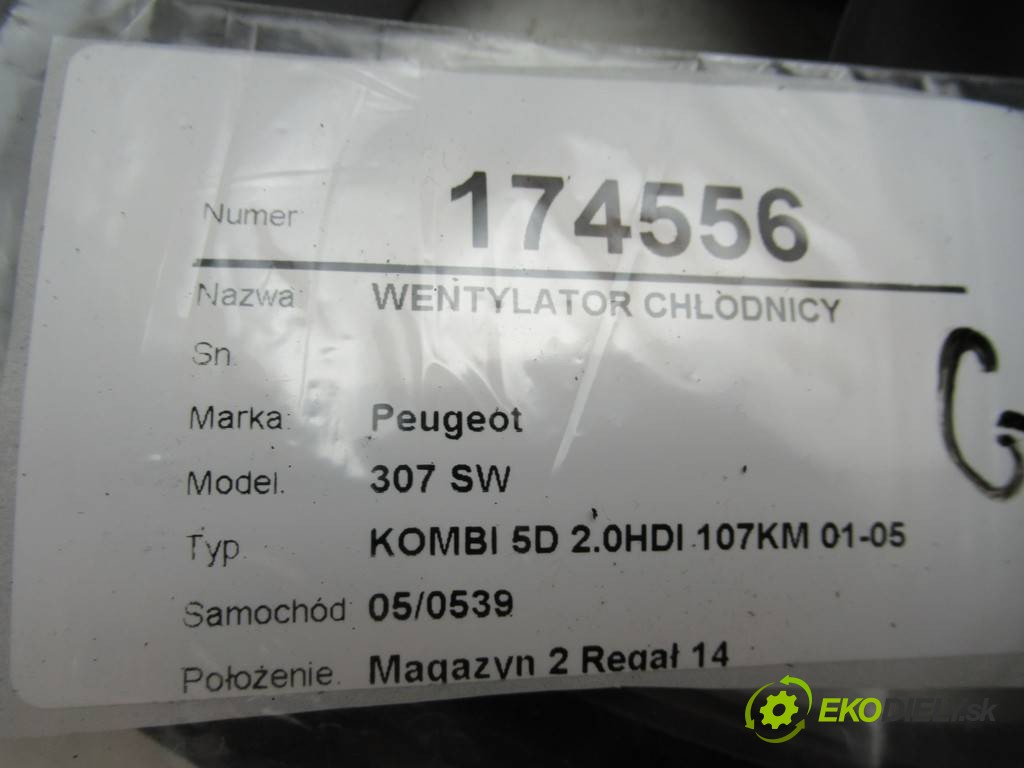 Numer 174556
Nazwa WENTYLATOR CHŁODNICY
Sn.
Marka: Peugeot
Model. 307 SW
Typ. KOMBI 5D 2.0HDI 107KM 01-05
Samochód 05/0539
Położenie. Magazyn 2 Regał 14
G
EKODIELY.sk